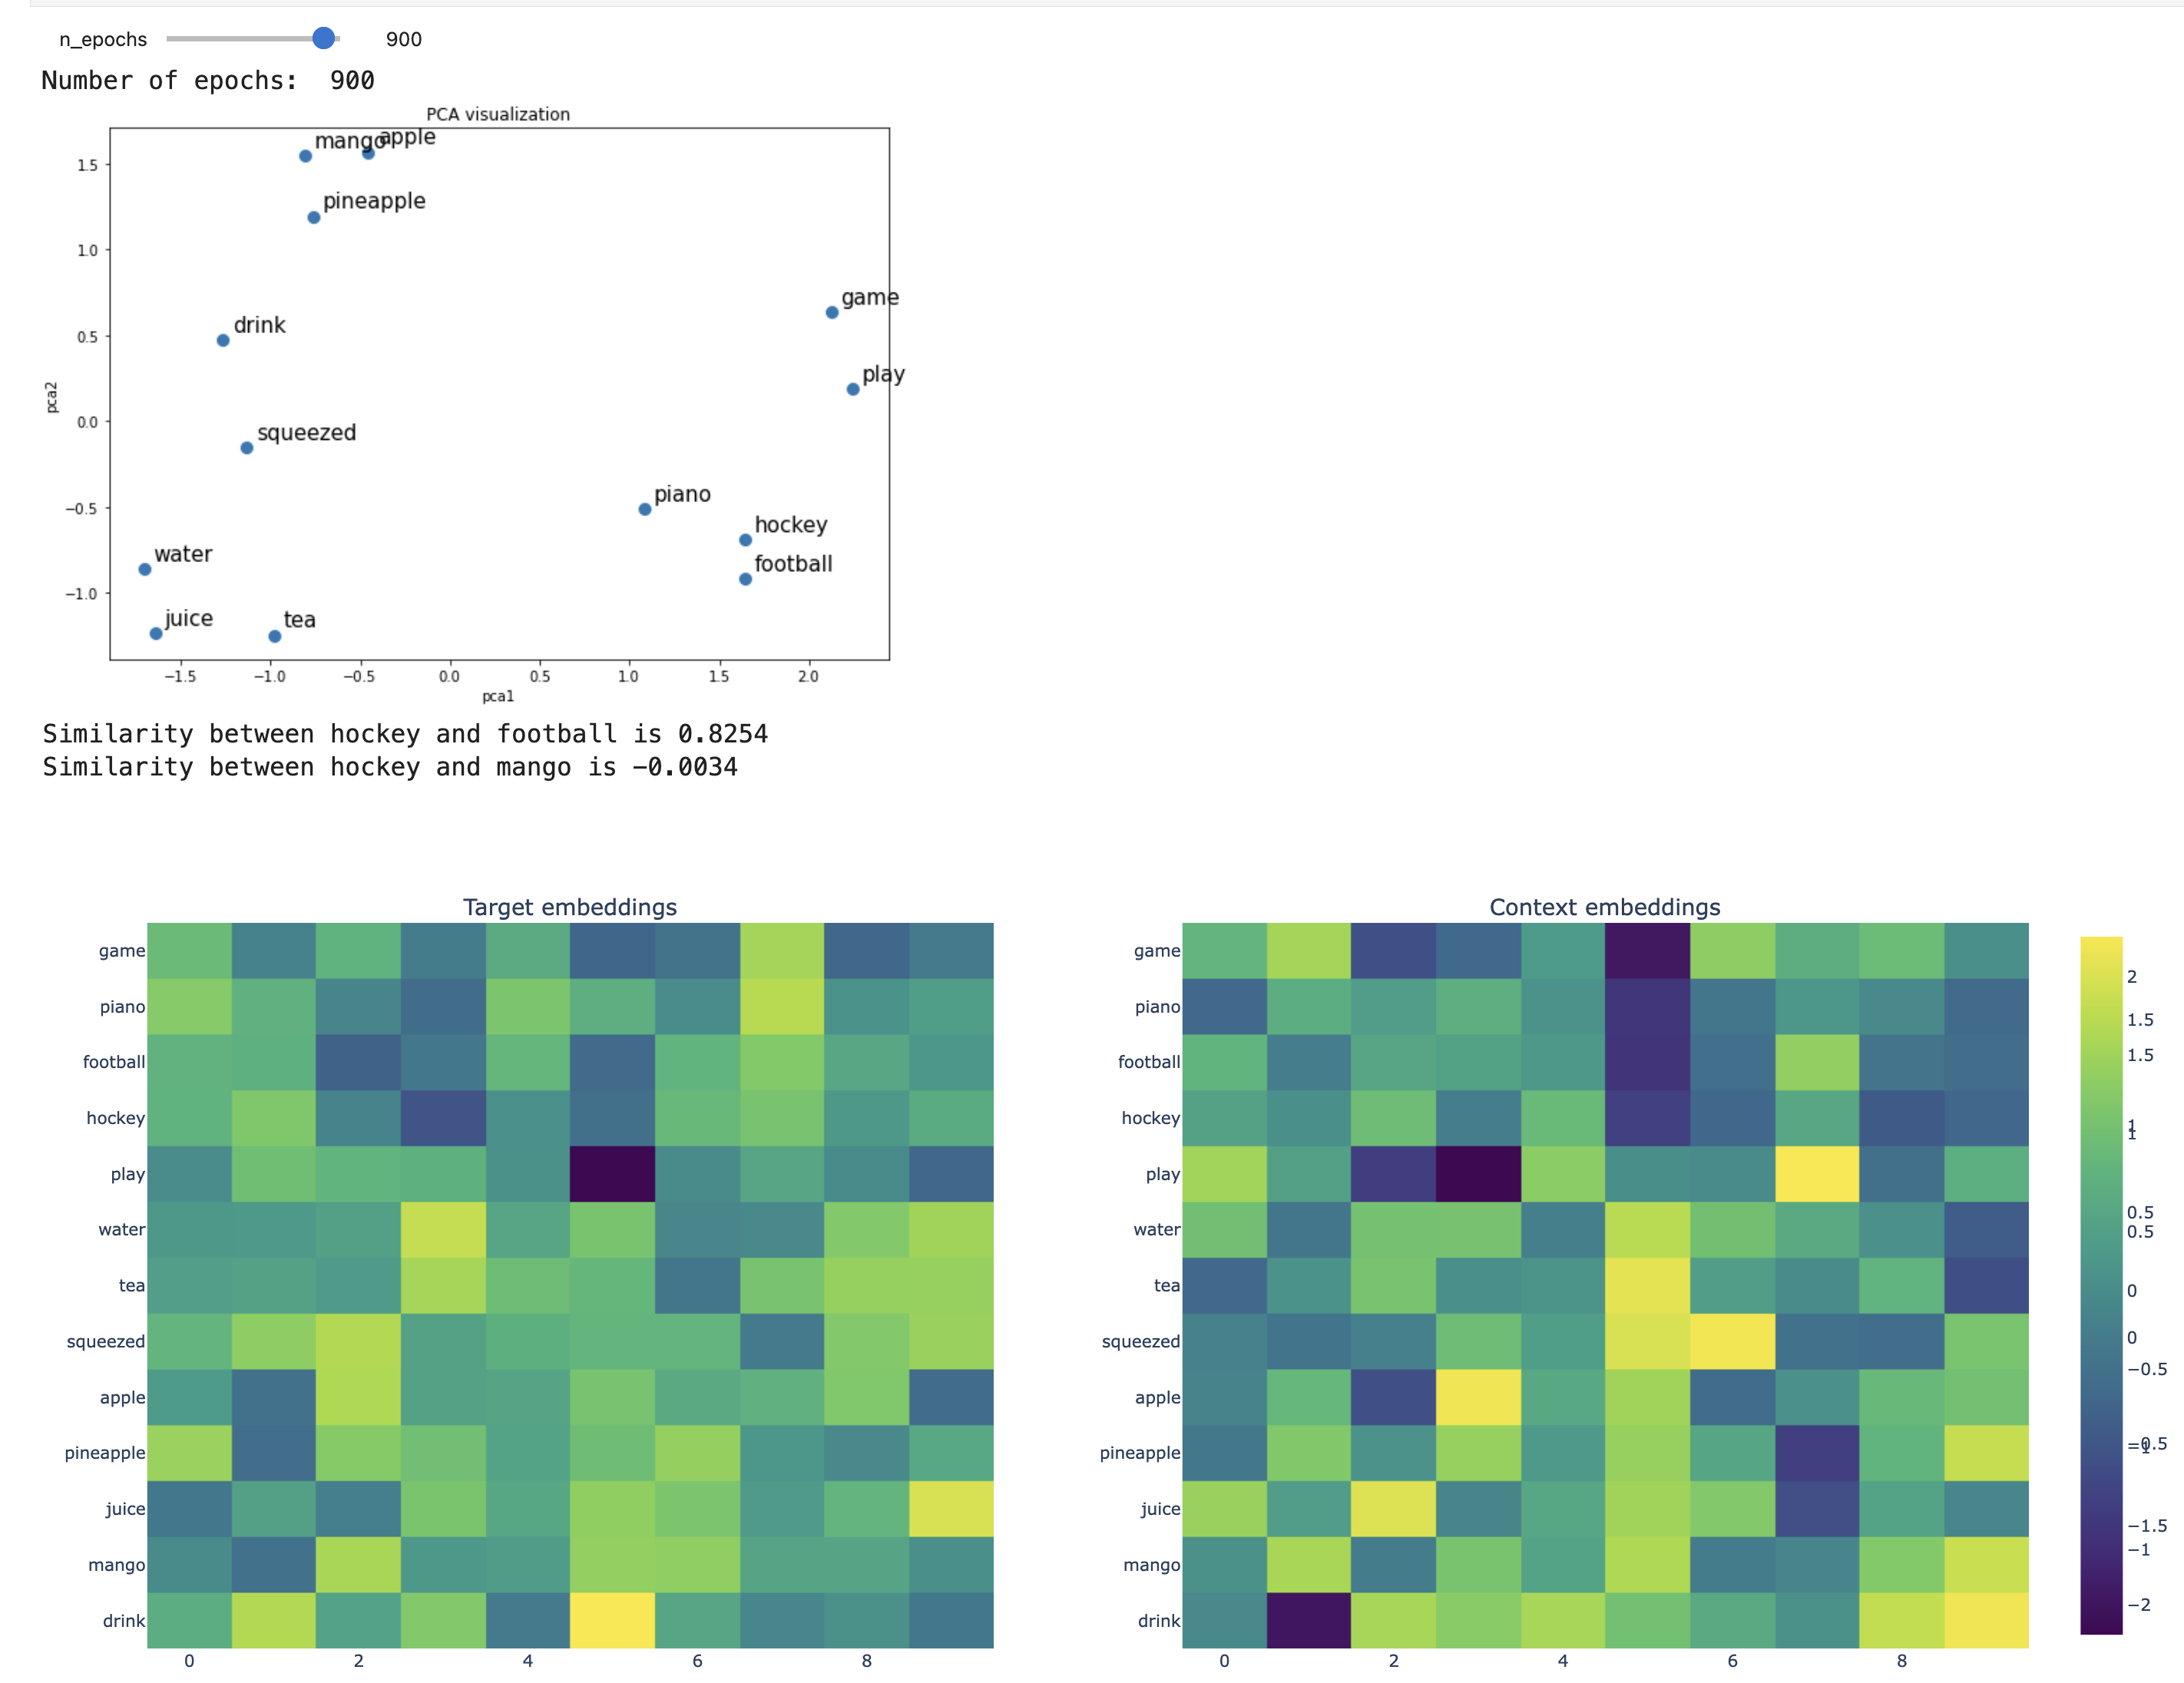 n_epochs 900
Number of epochs:  900
PCA visualization
mango
apple
pineapple
game
drink
play
squeezed
piano
hockey
water
football
juice
tea
pca2
1.5
1.0
0.5
0.0
−0.5
−1.0
−1.5
−1.0
−0.5
0.0
0.5
1.0
1.5
2.0
pca1
Similarity between hockey and football is 0.8254
Similarity between hockey and mango is −0.0034
Target embeddings
game
piano
football
hockey
play
water
tea
squeezed
apple
pineapple
juice
mango
drink
0
2
4
6
8
Context embeddings
game
piano
football
hockey
play
water
tea
squeezed
apple
pineapple
juice
mango
drink
0
2
4
6
8
2
1.5
1.5
1
1
0.5
0.5
0
0
−0.5
−0.5
−1
−1.5
−1
−2